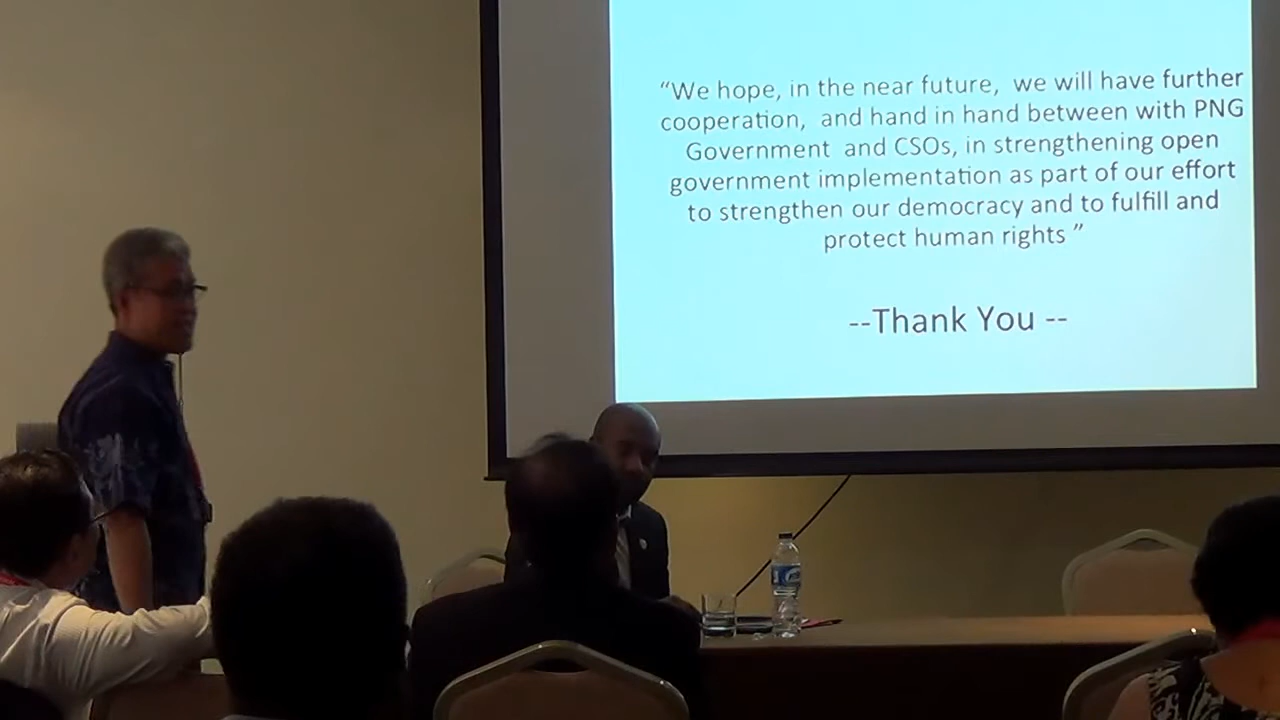 “We hope, in the near future, we will have further
cooperation, and hand in hand between with PNG
Government and CSOs, in strengthening open
government implementation as part of our effort
to strengthen our democracy and to fulfill and
protect human rights ”
--Thank You --